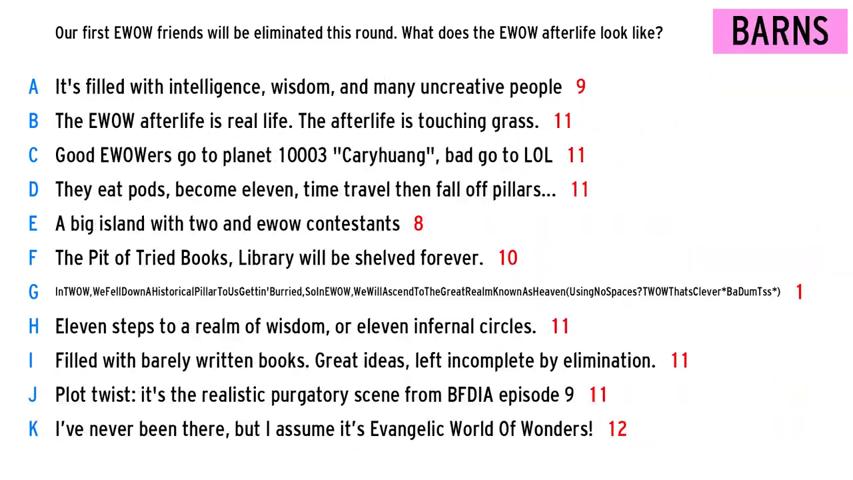 Our first EWOW friends will be eliminated this round. What does the EWOW afterlife look like?
BARNS
A It's filled with intelligence, wisdom, and many uncreative people 9
B The EWOW afterlife is real life. The afterlife is touching grass. 11
C Good EWOWers go to planet 10003 "Caryhuang", bad go to LOL 11
D They eat pods, become eleven, time travel then fall off pillars... 11
E A big island with two and ewow contestants 8
F The Pit of Tried Books, Library will be shelved forever. 10
G InTWOW,WeFellDownAHistoricalPillarToUsGettin'Burried,SoInEWOW,WeWillAscendToTheGreatRealmKnownAsHeaven(UsingNoSpaces?TWOWThatsClever*BaDumTss*) 1
H Eleven steps to a realm of wisdom, or eleven infernal circles. 11
I Filled with barely written books. Great ideas, left incomplete by elimination. 11
J Plot twist: it's the realistic purgatory scene from BFDIA episode 9 11
K I've never been there, but I assume it's Evangelic World Of Wonders! 12